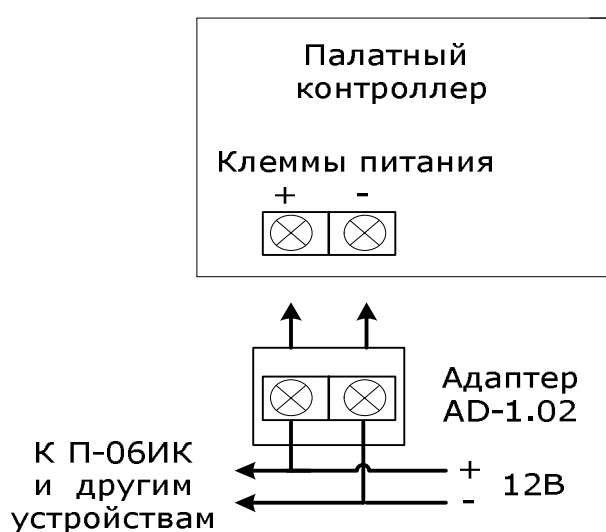 Палатный
контроллер
Клеммы питания
+ -
Адаптер
AD-1.02
К П-06ИК
и другим
устройствам
+
-
12В